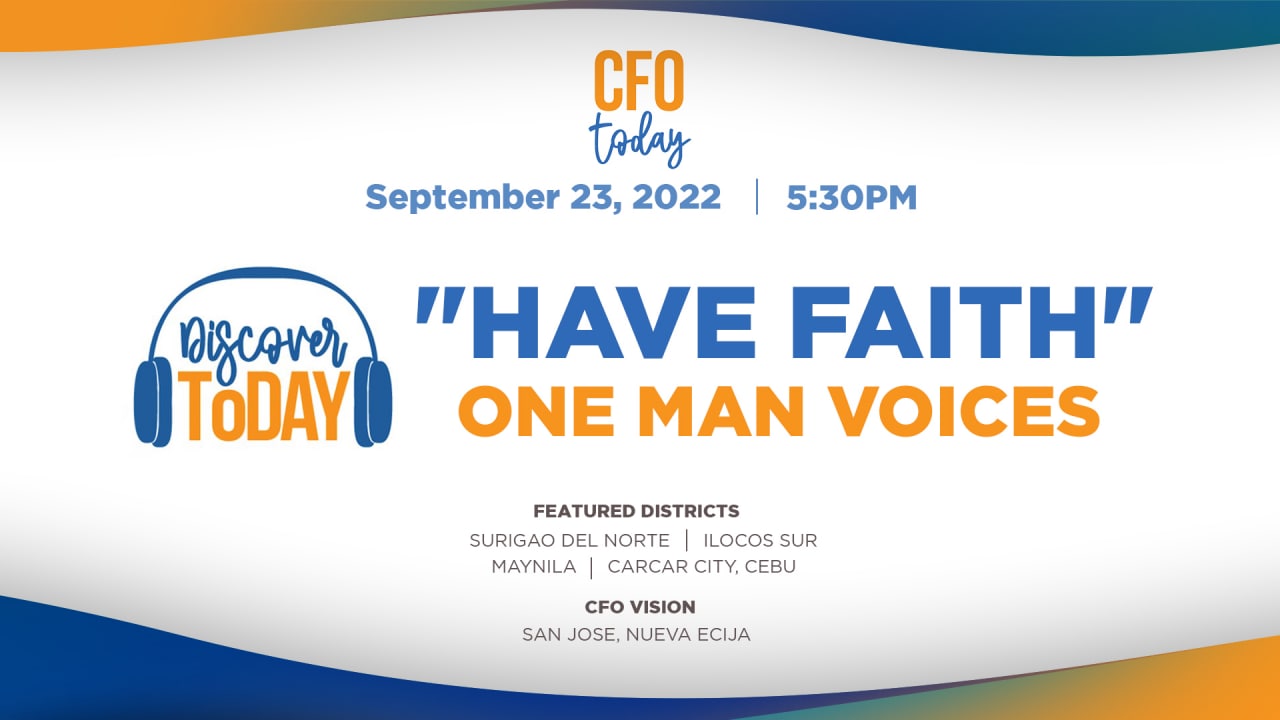 CFO
today
September 23, 2022 | 5:30PM
Discover
ToDAY
"HAVE FAITH"
ONE MAN VOICES
FEATURED DISTRICTS
SURIGAO DEL NORTE | ILOCOS SUR
MAYNILA | CARCAR CITY, CEBU
CFO VISION
SAN JOSE, NUEVA ECIJA